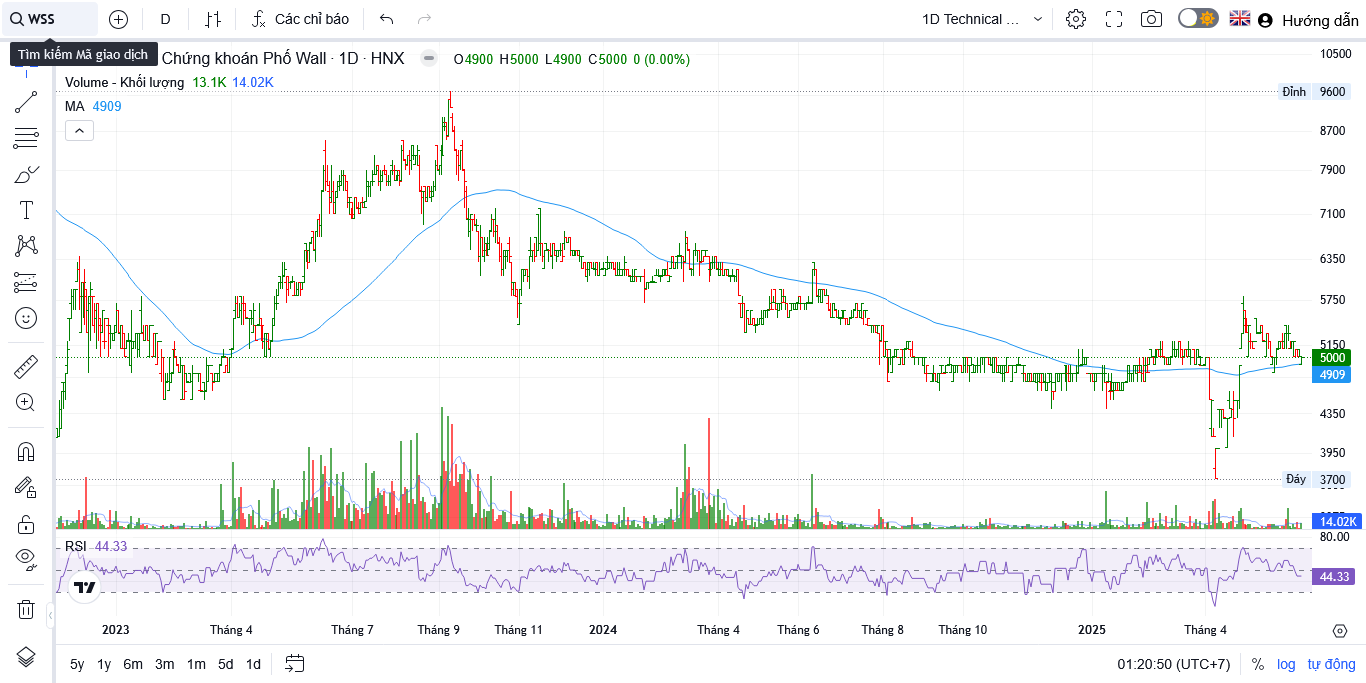 WSS
D
Các chỉ báo
1D Technical ...
Hướng dẫn
Tìm kiếm Mã giao dịch
Chứng khoán Phố Wall · 1D · HNX
O4900 H5000 L4900 C5000 0 (0.00%)
Volume - Khối lượng 13.1K 14.02K
MA 4909
10500
Đỉnh 9600
8700
7900
7100
6350
5750
5150
5000
4909
4350
3950
Đáy 3700
14.02K
80.00
RSI 44.33
44.33
2023 Tháng 4 Tháng 7 Tháng 9 Tháng 11 2024 Tháng 4 Tháng 6 Tháng 8 Tháng 10 2025 Tháng 4
5y 1y 6m 3m 1m 5d 1d
01:20:50 (UTC+7) % log tự động